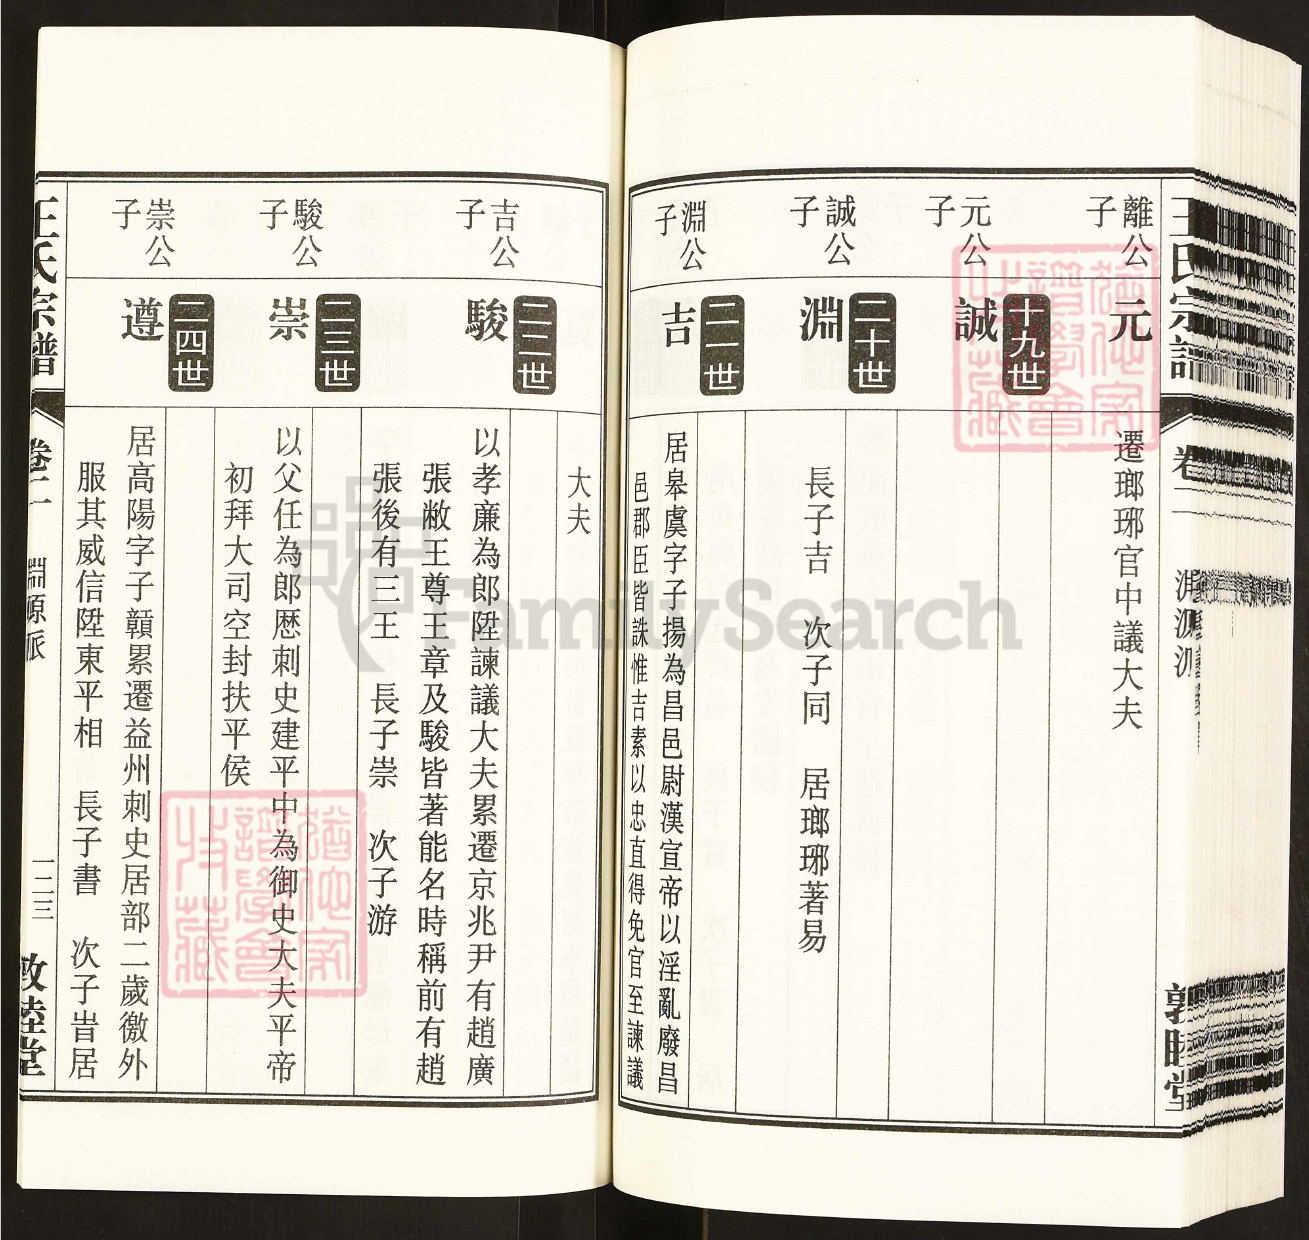 王氏宗譜
卷二
淵源派
敦睦堂
離公子
元
遷瑯琊官中議大夫
元公子
十九世
誠
誠公子
二十世
淵
長子吉 次子同 居瑯琊著易
淵公子
二一世
吉
居皋虞字子揚為昌邑尉漢宣帝以淫亂廢昌
邑郡臣皆誅惟吉素以忠直得免官至諫議
大夫
吉公子
二二世
駿
以孝廉為郎陞諫議大夫累遷京兆尹有趙廣
張敝王尊王章及駿皆著能名時稱前有趙
張後有三王 長子崇 次子游
駿公子
二三世
崇
以父任為郎歷刺史建平中為御史大夫平帝
初拜大司空封扶平侯
崇公子
二四世
遵
居高陽字子贛累遷益州刺史居部二歲徼外
服其威信陞東平相 長子書 次子旹居
王氏宗譜
卷二
淵源派
一二三
敦睦堂
FamilySearch